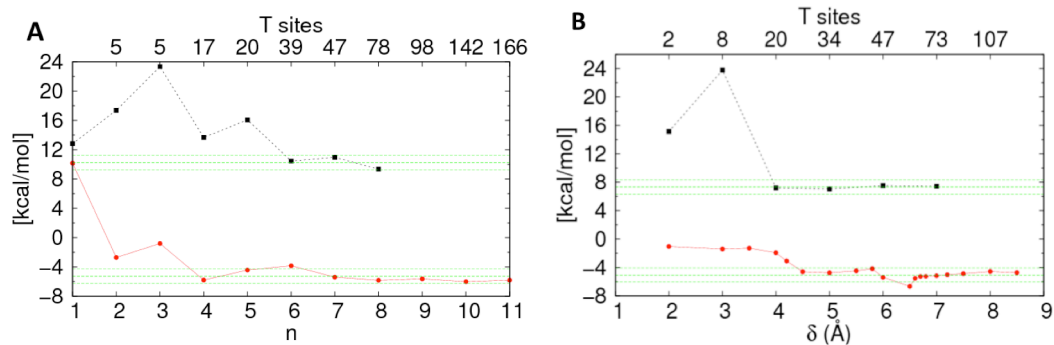 A
T sites
5 5 17 20 39 47 78 98 142 166
24
20
16
12
8
4
0
−4
−8
[kcal/mol]
1 2 3 4 5 6 7 8 9 10 11
n
B
T sites
2 8 20 34 47 73 107
24
20
16
12
8
4
0
−4
−8
[kcal/mol]
1 2 3 4 5 6 7 8 9
δ (Å)